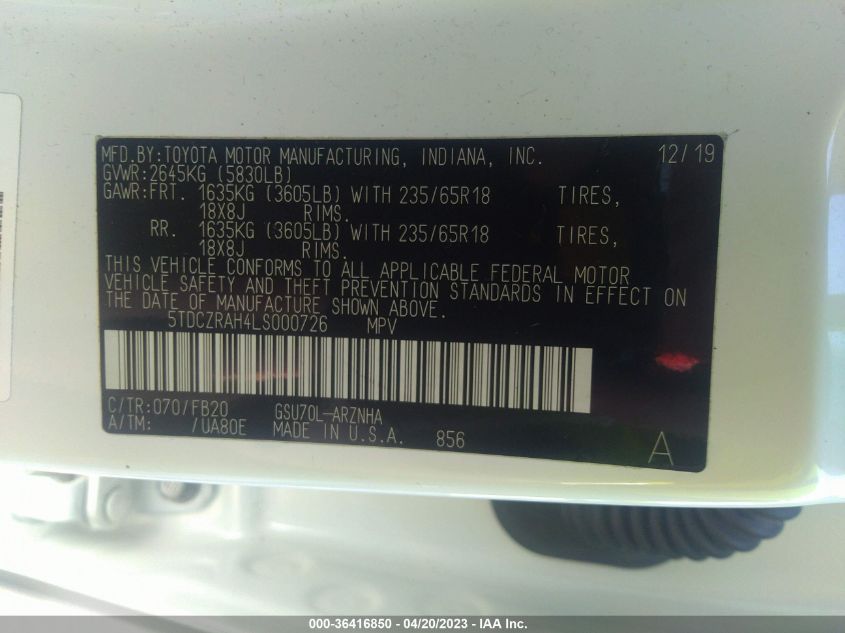 MFD.BY:TOYOTA MOTOR MANUFACTURING, INDIANA, INC. 12/19
GVWR:2645KG (5830LB)
GAWR:FRT. 1635KG (3605LB) WITH 235/65R18 TIRES,
18X8J RIMS.
RR. 1635KG (3605LB) WITH 235/65R18 TIRES,
18X8J RIMS.
THIS VEHICLE CONFORMS TO ALL APPLICABLE FEDERAL MOTOR
VEHICLE SAFETY AND THEFT PREVENTION STANDARDS IN EFFECT ON
THE DATE OF MANUFACTURE SHOWN ABOVE.
5TDCZRAH4LS000726 MPV
C/TR:070/FB20 GSU70L-ARZNHA
A/TM: /UA80E MADE IN U.S.A. 856
A
000-36416850 - 04/20/2023 - IAA Inc.